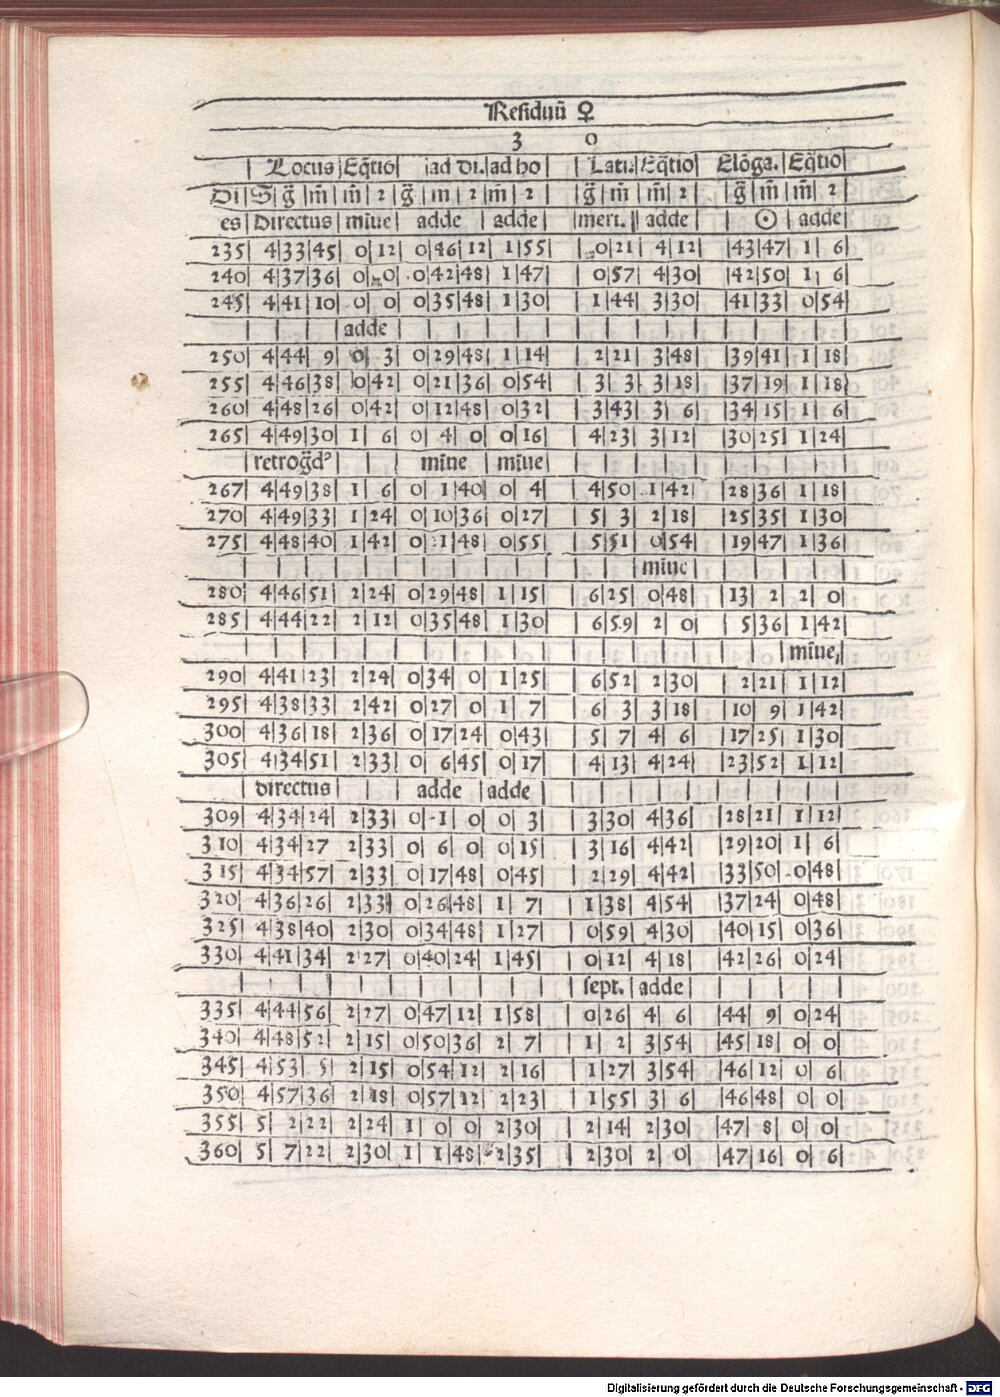 Residuũ ♀
3 0
| Locus | Eq̃tio | ad di. | ad ho | Lati. | Eq̃tio | Elõga. | Eq̃tio |
Di | S | g̃ | m̃ | m̃ | 2 | g̃ | m | 2 | m̃ | 2 | g̃ | m̃ | m̃ | 2 | g̃ | m̃ | m̃ | 2
es | Directus | miue | adde | adde | meri. | adde | ☉ | adde |
235 | 4|33|45 | 0|12 | 0|46|12 | 1|55 | 0|21 | 4|12 | 43|47 | 1|6
240 | 4|37|36 | 0|0 | 0|42|48 | 1|47 | 0|57 | 4|30 | 42|50 | 1|6
245 | 4|41|10 | 0|0 | 0|35|48 | 1|30 | 1|44 | 3|30 | 41|33 | 0|54
adde
250 | 4|44|9 | 0|3 | 0|29|48 | 1|14 | 2|21 | 3|48 | 39|41 | 1|18
255 | 4|46|38 | 0|42 | 0|21|36 | 0|54 | 3|3 | 3|18 | 37|19 | 1|18
260 | 4|48|26 | 0|42 | 0|12|48 | 0|32 | 3|43 | 3|6 | 34|15 | 1|6
265 | 4|49|30 | 1|6 | 0|4|0 | 0|16 | 4|23 | 3|12 | 30|25 | 1|24
retrog̃dꝰ | mĩue | mĩue
267 | 4|49|38 | 1|6 | 0|1|40 | 0|4 | 4|50 | 1|42 | 28|36 | 1|18
270 | 4|49|33 | 1|24 | 0|10|36 | 0|27 | 5|3 | 2|18 | 25|35 | 1|30
275 | 4|48|40 | 1|42 | 0| |1|48 | 0|55 | 5|51 | 0|54 | 19|47 | 1|36
miue
280 | 4|46|51 | 2|24 | 0|29|48 | 1|15 | 6|25 | 0|48 | 13|2 | 2|0
285 | 4|44|22 | 2|12 | 0|35|48 | 1|30 | 6|59 | 2|0 | 5|36 | 1|42
mĩue
290 | 4|41|23 | 2|24 | 0|34|0 | 1|25 | 6|52 | 2|30 | 2|21 | 1|12
295 | 4|38|33 | 2|42 | 0|27|0 | 1|7 | 6|3 | 3|18 | 10|9 | 1|42
300 | 4|36|18 | 2|36 | 0|17|24 | 0|43 | 5|7 | 4|6 | 17|25 | 1|30
305 | 4|34|51 | 2|33 | 0|6|45 | 0|17 | 4|13 | 4|24 | 23|52 | 1|12
directus | adde | adde
309 | 4|34|24 | 2|33 | 0|1|0 | 0|3 | 3|30 | 4|36 | 28|21 | 1|12
310 | 4|34|27 | 2|33 | 0|6|0 | 0|15 | 3|16 | 4|42 | 29|20 | 1|6
315 | 4|34|57 | 2|33 | 0|17|48 | 0|45 | 2|29 | 4|42 | 33|50 | 0|48
320 | 4|36|26 | 2|33 | 0|26|48 | 1|7 | 1|38 | 4|54 | 37|24 | 0|48
325 | 4|38|40 | 2|30 | 0|34|48 | 1|27 | 0|59 | 4|30 | 40|15 | 0|36
330 | 4|41|34 | 2|27 | 0|40|24 | 1|45 | 0|12 | 4|18 | 42|26 | 0|24
sept. | adde
335 | 4|44|56 | 2|27 | 0|47|12 | 1|58 | 0|26 | 4|6 | 44|9 | 0|24
340 | 4|48|52 | 2|15 | 0|50|36 | 2|7 | 1|2 | 3|54 | 45|18 | 0|0
345 | 4|53|5 | 2|15 | 0|54|12 | 2|16 | 1|27 | 3|54 | 46|12 | 0|6
350 | 4|57|36 | 2|18 | 0|57|12 | 2|23 | 1|55 | 3|6 | 46|48 | 0|0
355 | 5|2|22 | 2|24 | 1|0|0 | 2|30 | 2|14 | 2|30 | 47|8 | 0|0
360 | 5|7|22 | 2|30 | 1|1|48 | 2|35 | 2|30 | 2|0 | 47|16 | 0|6
Digitalisierung gefördert durch die Deutsche Forschungsgemeinschaft - DFG